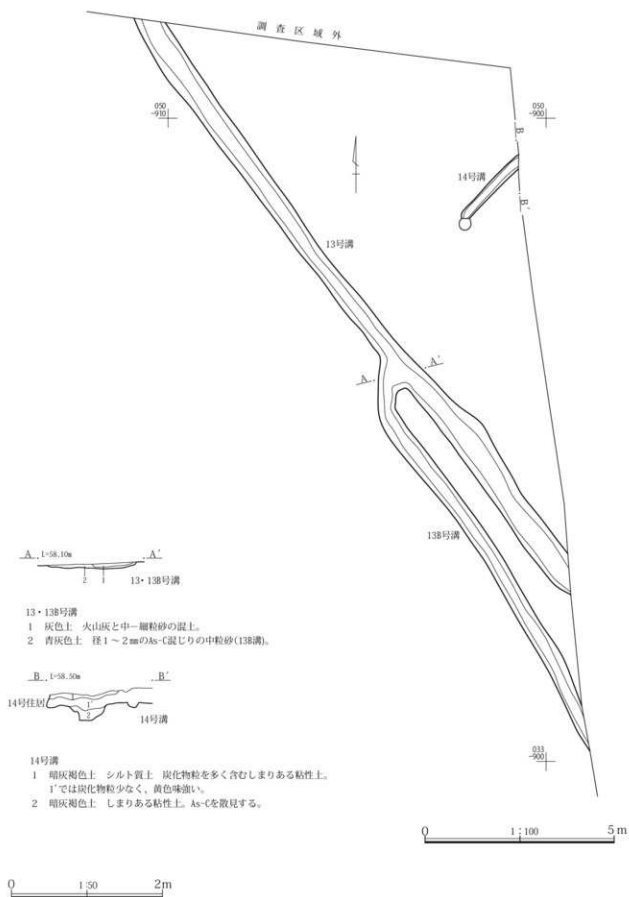 調査区域外
050
-910
050
-900
B
B'
14号溝
13号溝
A
A'
13B号溝
A L=58.10m A'
2 1 13・13B号溝
13・13B号溝
1 灰色土 火山灰と中−細粒砂の混土。
2 青灰色土 径1～2㎜のAs-C混じりの中粒砂(13B溝)。
B L=58.50m B'
14号住居 1 1' 2 14号溝
14号溝
1 暗灰褐色土 シルト質土 炭化物粒を多く含むしまりある粘性土。
1'では炭化物粒少なく、黄色味強い。
2 暗灰褐色土 しまりある粘性土。As-Cを散見する。
033
-900
0 1:100 5m
0 1:50 2m